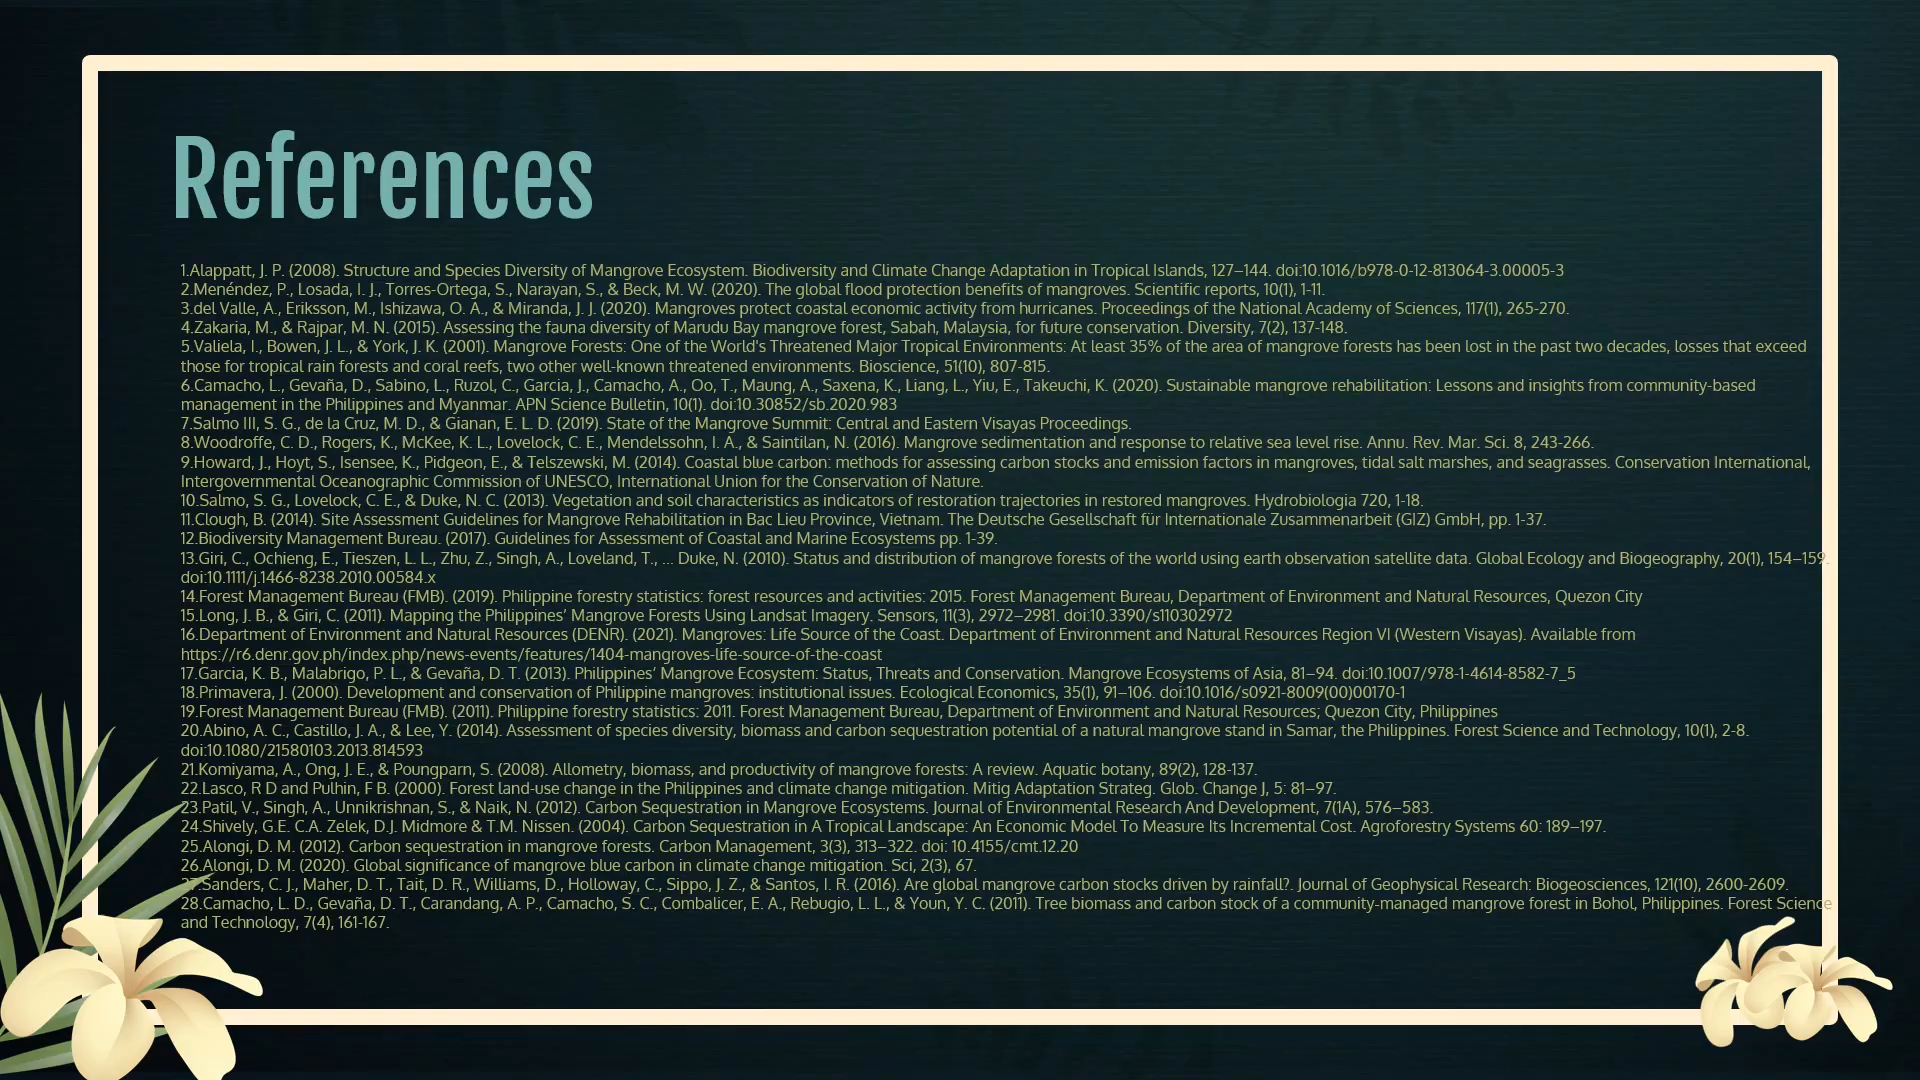 References
1.Alappatt, J. P. (2008). Structure and Species Diversity of Mangrove Ecosystem. Biodiversity and Climate Change Adaptation in Tropical Islands, 127–144. doi:10.1016/b978-0-12-813064-3.00005-3
2.Menéndez, P., Losada, I. J., Torres-Ortega, S., Narayan, S., & Beck, M. W. (2020). The global flood protection benefits of mangroves. Scientific reports, 10(1), 1-11.
3.del Valle, A., Eriksson, M., Ishizawa, O. A., & Miranda, J. J. (2020). Mangroves protect coastal economic activity from hurricanes. Proceedings of the National Academy of Sciences, 117(1), 265-270.
4.Zakaria, M., & Rajpar, M. N. (2015). Assessing the fauna diversity of Marudu Bay mangrove forest, Sabah, Malaysia, for future conservation. Diversity, 7(2), 137-148.
5.Valiela, I., Bowen, J. L., & York, J. K. (2001). Mangrove Forests: One of the World's Threatened Major Tropical Environments: At least 35% of the area of mangrove forests has been lost in the past two decades, losses that exceed
those for tropical rain forests and coral reefs, two other well-known threatened environments. Bioscience, 51(10), 807-815.
6.Camacho, L., Gevaña, D., Sabino, L., Ruzol, C., Garcia, J., Camacho, A., Oo, T., Maung, A., Saxena, K., Liang, L., Yiu, E., Takeuchi, K. (2020). Sustainable mangrove rehabilitation: Lessons and insights from community-based
management in the Philippines and Myanmar. APN Science Bulletin, 10(1). doi:10.30852/sb.2020.983
7.Salmo III, S. G., de la Cruz, M. D., & Gianan, E. L. D. (2019). State of the Mangrove Summit: Central and Eastern Visayas Proceedings.
8.Woodroffe, C. D., Rogers, K., McKee, K. L., Lovelock, C. E., Mendelssohn, I. A., & Saintilan, N. (2016). Mangrove sedimentation and response to relative sea level rise. Annu. Rev. Mar. Sci. 8, 243-266.
9.Howard, J., Hoyt, S., Isensee, K., Pidgeon, E., & Telszewski, M. (2014). Coastal blue carbon: methods for assessing carbon stocks and emission factors in mangroves, tidal salt marshes, and seagrasses. Conservation International,
Intergovernmental Oceanographic Commission of UNESCO, International Union for the Conservation of Nature.
10.Salmo, S. G., Lovelock, C. E., & Duke, N. C. (2013). Vegetation and soil characteristics as indicators of restoration trajectories in restored mangroves. Hydrobiologia 720, 1-18.
11.Clough, B. (2014). Site Assessment Guidelines for Mangrove Rehabilitation in Bac Lieu Province, Vietnam. The Deutsche Gesellschaft für Internationale Zusammenarbeit (GIZ) GmbH, pp. 1-37.
12.Biodiversity Management Bureau. (2017). Guidelines for Assessment of Coastal and Marine Ecosystems pp. 1-39.
13.Giri, C., Ochieng, E., Tieszen, L. L., Zhu, Z., Singh, A., Loveland, T., ... Duke, N. (2010). Status and distribution of mangrove forests of the world using earth observation satellite data. Global Ecology and Biogeography, 20(1), 154–159.
doi:10.1111/j.1466-8238.2010.00584.x
14.Forest Management Bureau (FMB). (2019). Philippine forestry statistics: forest resources and activities: 2015. Forest Management Bureau, Department of Environment and Natural Resources, Quezon City
15.Long, J. B., & Giri, C. (2011). Mapping the Philippines’ Mangrove Forests Using Landsat Imagery. Sensors, 11(3), 2972–2981. doi:10.3390/s110302972
16.Department of Environment and Natural Resources (DENR). (2021). Mangroves: Life Source of the Coast. Department of Environment and Natural Resources Region VI (Western Visayas). Available from
https://r6.denr.gov.ph/index.php/news-events/features/1404-mangroves-life-source-of-the-coast
17.Garcia, K. B., Malabrigo, P. L., & Gevaña, D. T. (2013). Philippines’ Mangrove Ecosystem: Status, Threats and Conservation. Mangrove Ecosystems of Asia, 81–94. doi:10.1007/978-1-4614-8582-7_5
18.Primavera, J. (2000). Development and conservation of Philippine mangroves: institutional issues. Ecological Economics, 35(1), 91–106. doi:10.1016/s0921-8009(00)00170-1
19.Forest Management Bureau (FMB). (2011). Philippine forestry statistics: 2011. Forest Management Bureau, Department of Environment and Natural Resources; Quezon City, Philippines
20.Abino, A. C., Castillo, J. A., & Lee, Y. (2014). Assessment of species diversity, biomass and carbon sequestration potential of a natural mangrove stand in Samar, the Philippines. Forest Science and Technology, 10(1), 2-8.
doi:10.1080/21580103.2013.814593
21.Komiyama, A., Ong, J. E., & Poungparn, S. (2008). Allometry, biomass, and productivity of mangrove forests: A review. Aquatic botany, 89(2), 128-137.
22.Lasco, R D and Pulhin, F B. (2000). Forest land-use change in the Philippines and climate change mitigation. Mitig Adaptation Strateg. Glob. Change J, 5: 81–97.
23.Patil, V., Singh, A., Unnikrishnan, S., & Naik, N. (2012). Carbon Sequestration in Mangrove Ecosystems. Journal of Environmental Research And Development, 7(1A), 576–583.
24.Shively, G.E. C.A. Zelek, D.J. Midmore & T.M. Nissen. (2004). Carbon Sequestration in A Tropical Landscape: An Economic Model To Measure Its Incremental Cost. Agroforestry Systems 60: 189–197.
25.Alongi, D. M. (2012). Carbon sequestration in mangrove forests. Carbon Management, 3(3), 313–322. doi: 10.4155/cmt.12.20
26.Alongi, D. M. (2020). Global significance of mangrove blue carbon in climate change mitigation. Sci, 2(3), 67.
27.Sanders, C. J., Maher, D. T., Tait, D. R., Williams, D., Holloway, C., Sippo, J. Z., & Santos, I. R. (2016). Are global mangrove carbon stocks driven by rainfall?. Journal of Geophysical Research: Biogeosciences, 121(10), 2600-2609.
28.Camacho, L. D., Gevaña, D. T., Carandang, A. P., Camacho, S. C., Combalicer, E. A., Rebugio, L. L., & Youn, Y. C. (2011). Tree biomass and carbon stock of a community-managed mangrove forest in Bohol, Philippines. Forest Science
and Technology, 7(4), 161-167.